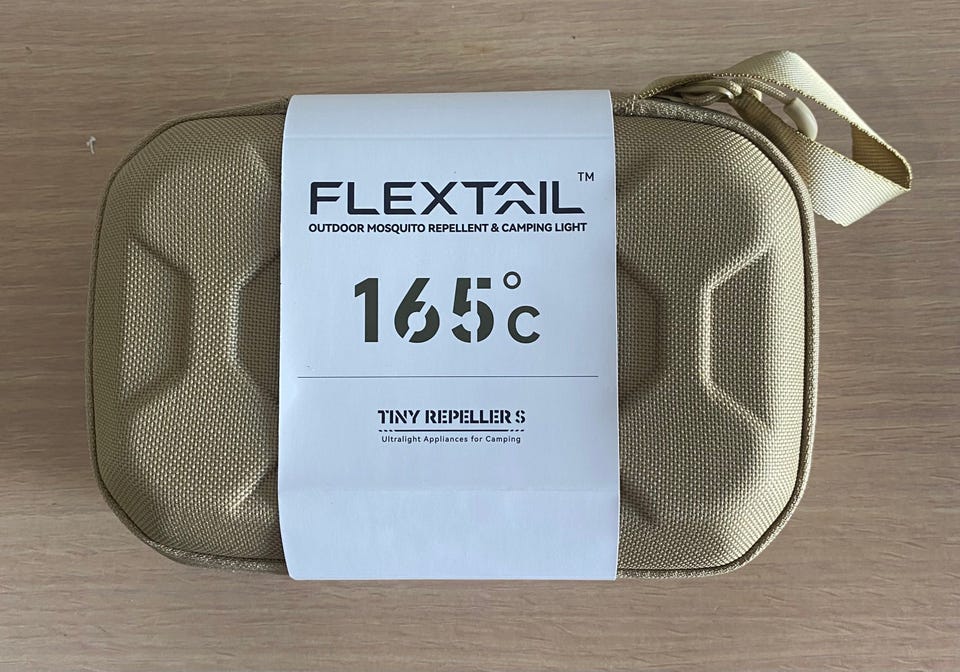 FLEXTAIL™
OUTDOOR MOSQUITO REPELLENT & CAMPING LIGHT
165°C
TINY REPELLER S
Ultralight Appliances for Camping